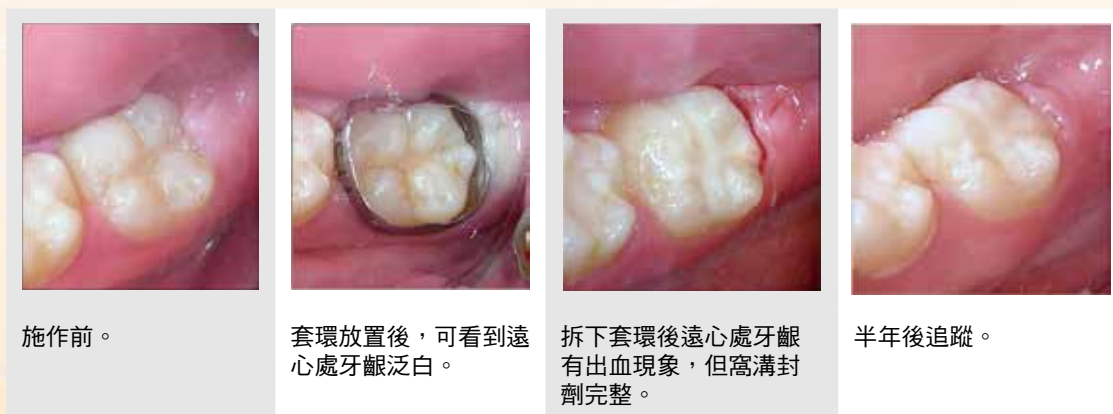 施作前。
套環放置後，可看到遠
心處牙齦泛白。
拆下套環後遠心處牙齦
有出血現象，但窩溝封
劑完整。
半年後追蹤。